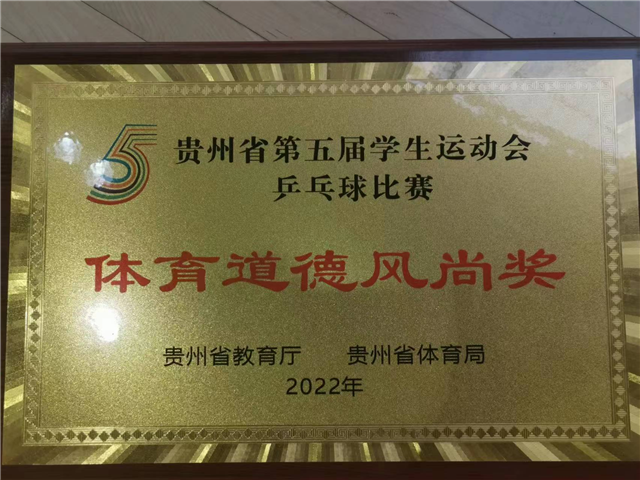 5
贵州省第五届学生运动会
乒乓球比赛
体育道德风尚奖
贵州省教育厅 贵州省体育局
2022年